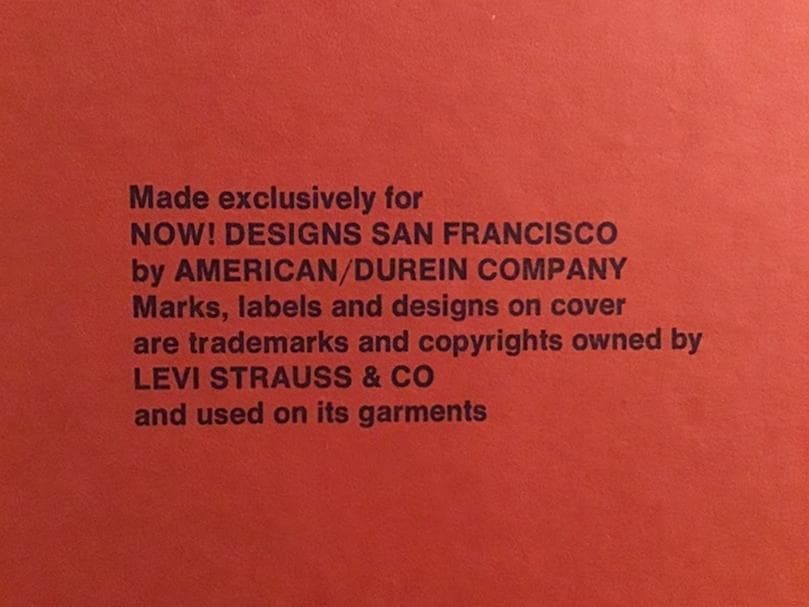 Made exclusively for
NOW! DESIGNS SAN FRANCISCO
by AMERICAN/DUREIN COMPANY
Marks, labels and designs on cover
are trademarks and copyrights owned by
LEVI STRAUSS & CO
and used on its garments